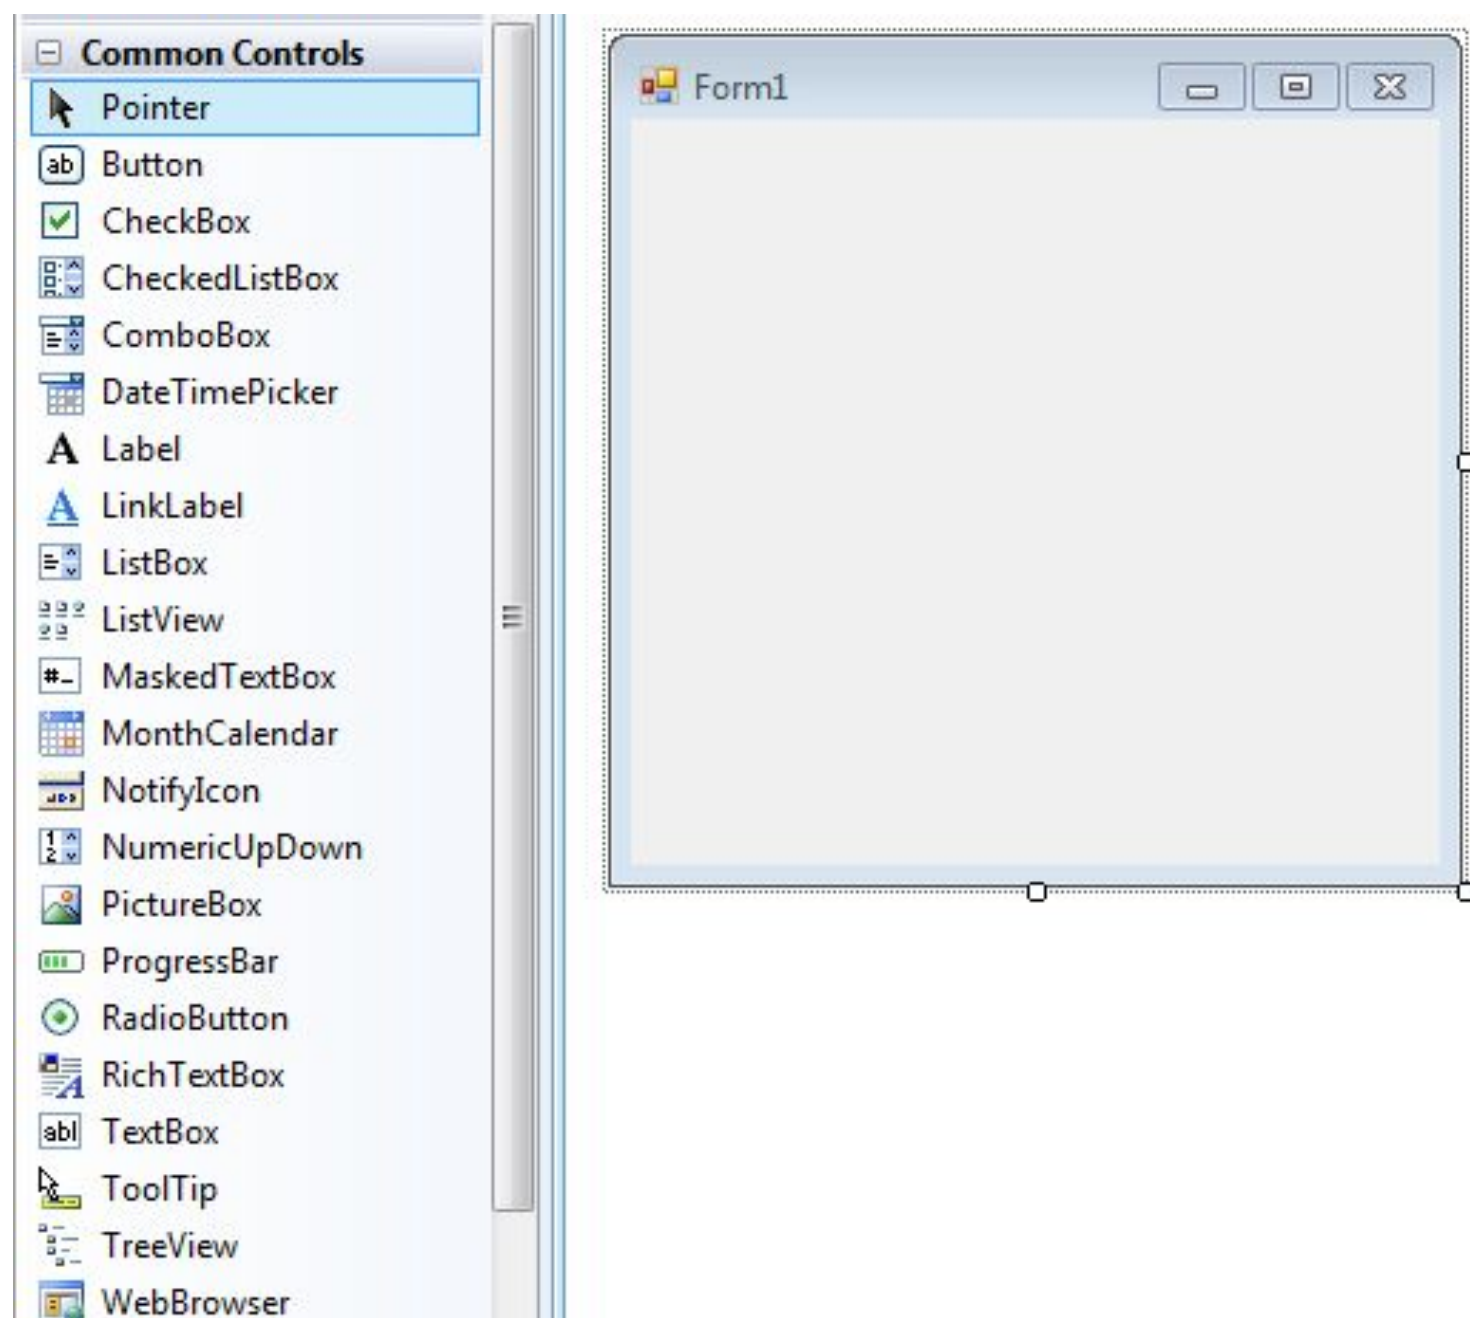 Common Controls
Pointer
Button
CheckBox
CheckedListBox
ComboBox
DateTimePicker
Label
LinkLabel
ListBox
ListView
MaskedTextBox
MonthCalendar
NotifyIcon
NumericUpDown
PictureBox
ProgressBar
RadioButton
RichTextBox
TextBox
ToolTip
TreeView
WebBrowser
Form1